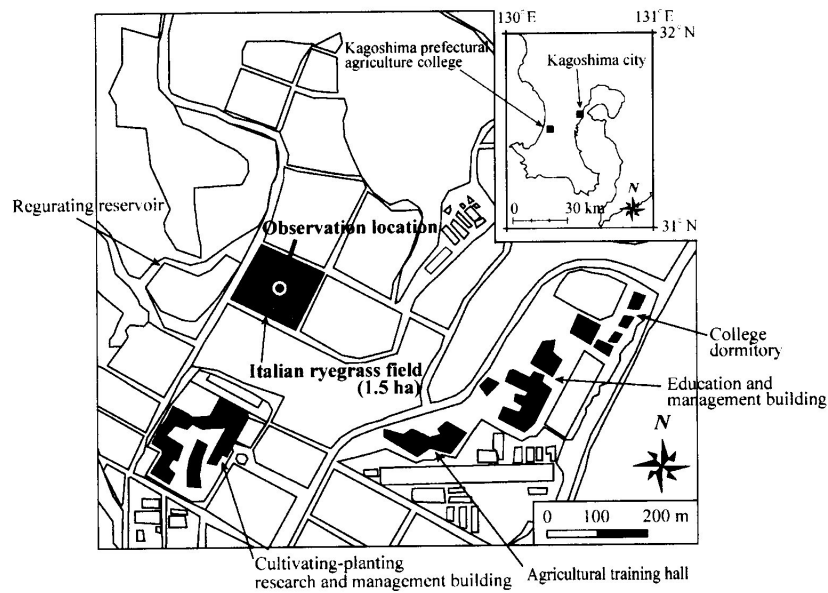 130°E
131°E
32°N
Kagoshima prefectural
agriculture college
Kagoshima city
N
0
30 km
31°N
Regurating reservoir
Observation location
Italian ryegrass field
(1.5 ha)
College
dormitory
Education and
management building
N
0
100
200 m
Cultivating-planting
research and management building
Agricultural training hall